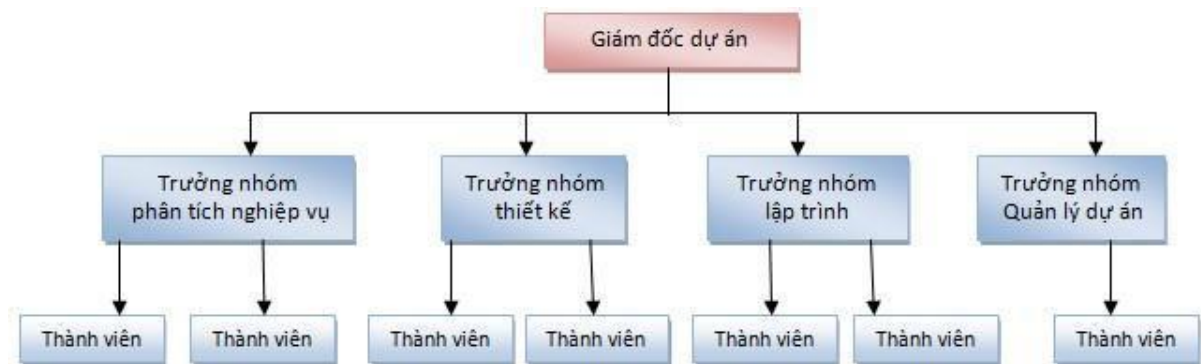 Giám đốc dự án
Trưởng nhóm
phân tích nghiệp vụ
Trưởng nhóm
thiết kế
Trưởng nhóm
lập trình
Trưởng nhóm
Quản lý dự án
Thành viên
Thành viên
Thành viên
Thành viên
Thành viên
Thành viên
Thành viên